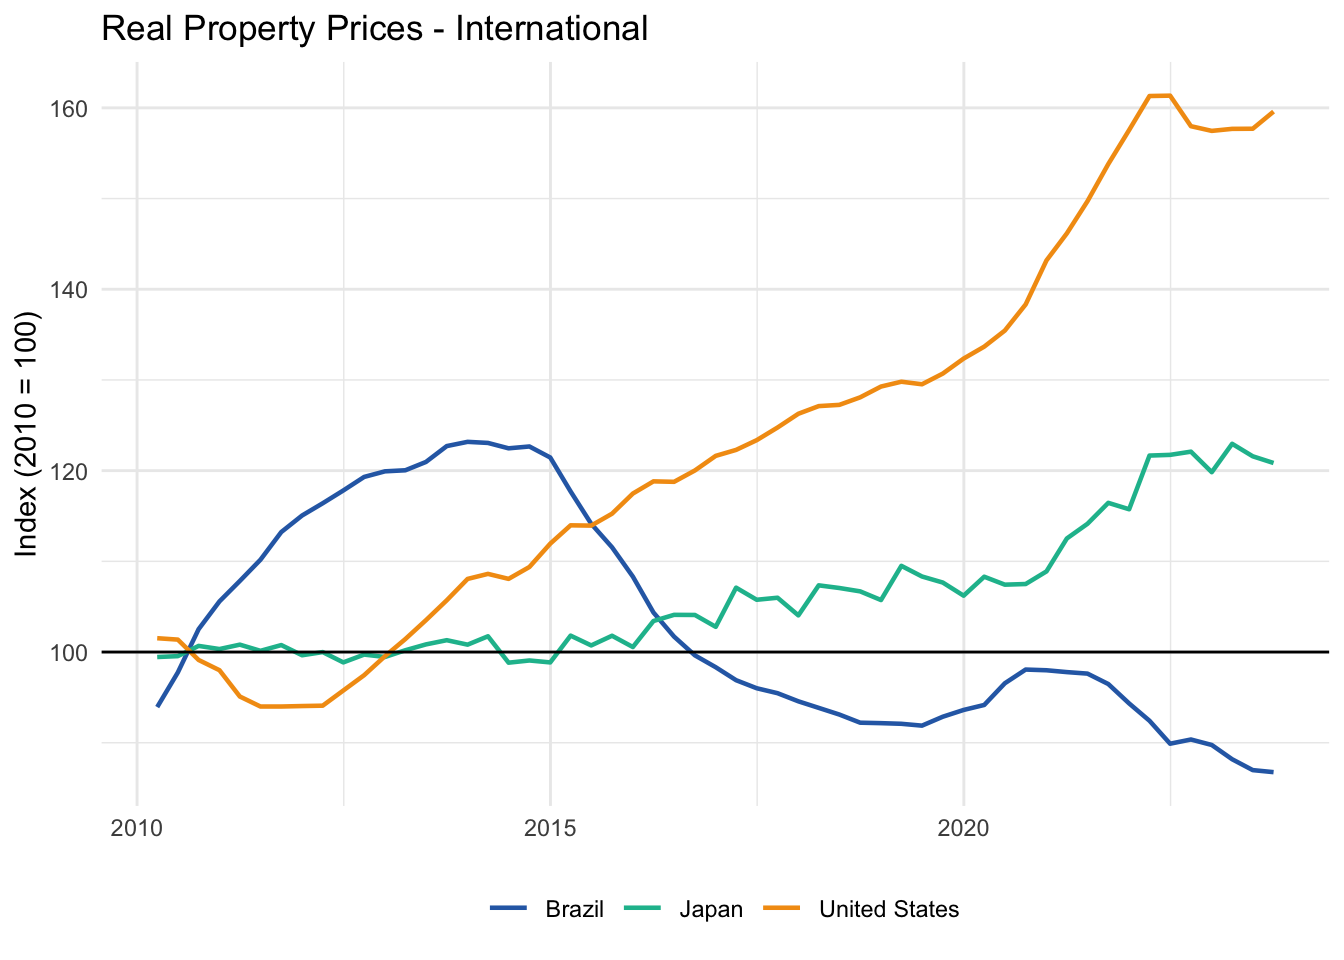 Real Property Prices - International
Index (2010 = 100)
160
140
120
100
2010 2015 2020
Brazil Japan United States